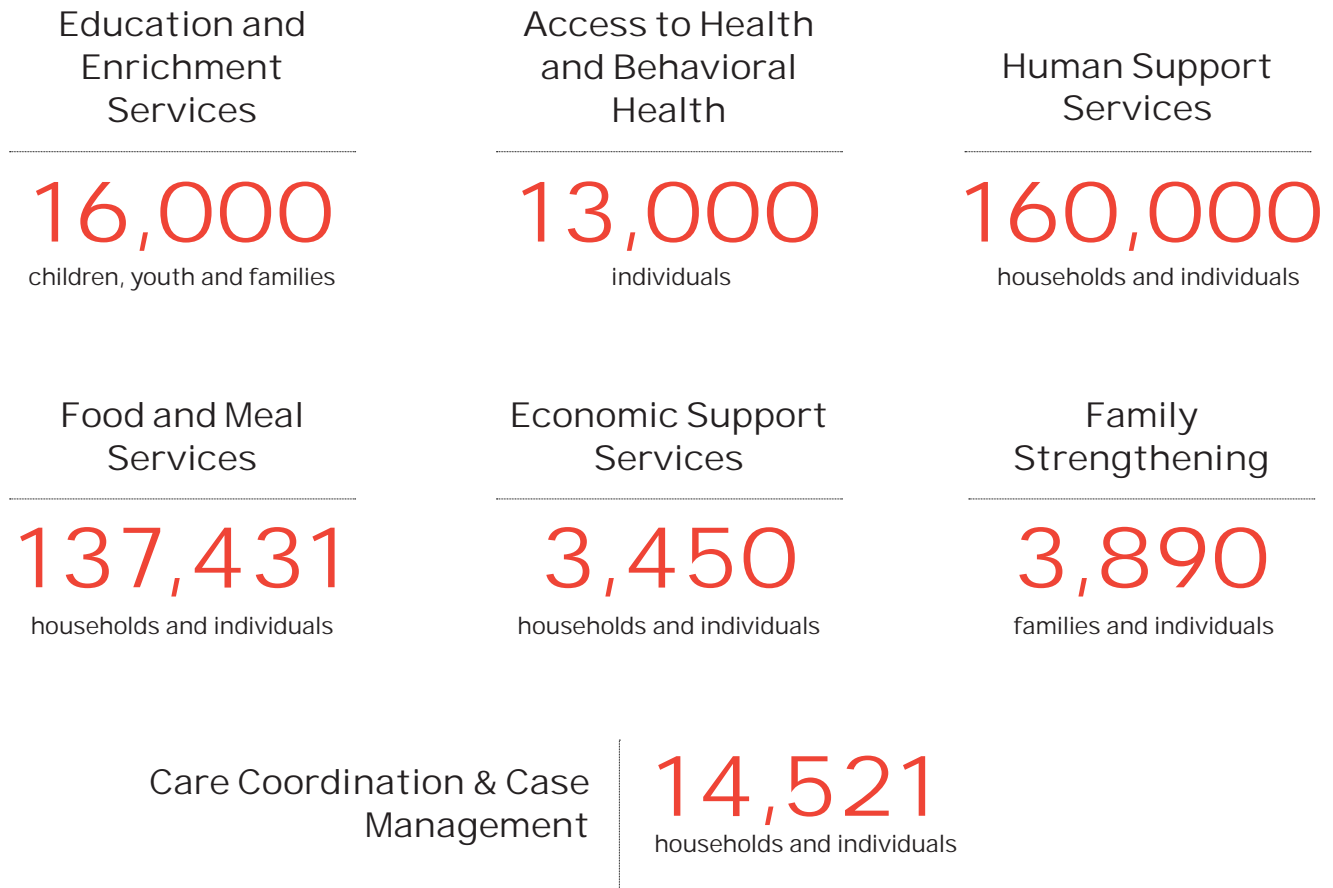 Education and
Enrichment
Services
16,000
children, youth and families
Access to Health
and Behavioral
Health
13,000
individuals
Human Support
Services
160,000
households and individuals
Food and Meal
Services
137,431
households and individuals
Economic Support
Services
3,450
households and individuals
Family
Strengthening
3,890
families and individuals
Care Coordination & Case
Management
14,521
households and individuals